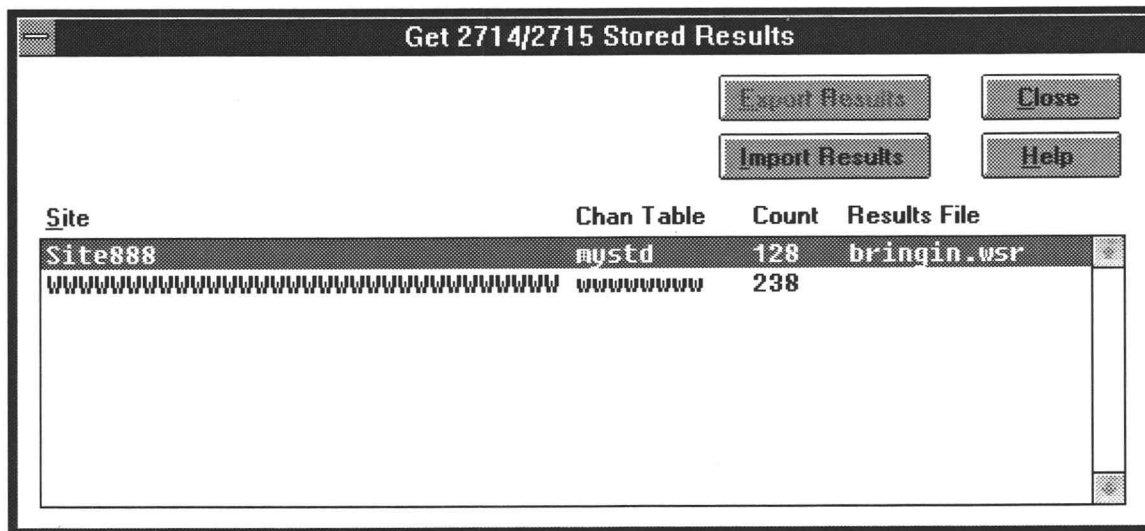 Get 2714/2715 Stored Results
Export Results Close
Import Results Help
Site Chan Table Count Results File
Site888 mystd 128 bringin.wsr
WWWWWWWWWWWWWWWWWWWWWWWWWWWWWWWW wwwwwwww 238